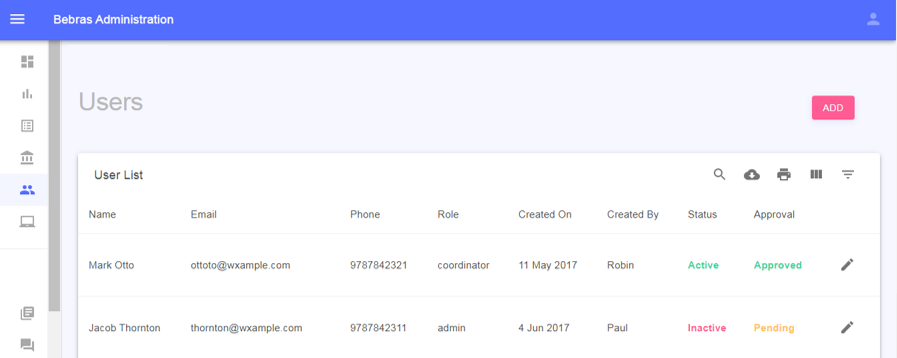 Bebras Administration
Users
ADD
User List
Name Email Phone Role Created On Created By Status Approval
Mark Otto ottoto@wxample.com 9787842321 coordinator 11 May 2017 Robin Active Approved
Jacob Thornton thornton@wxample.com 9787842311 admin 4 Jun 2017 Paul Inactive Pending